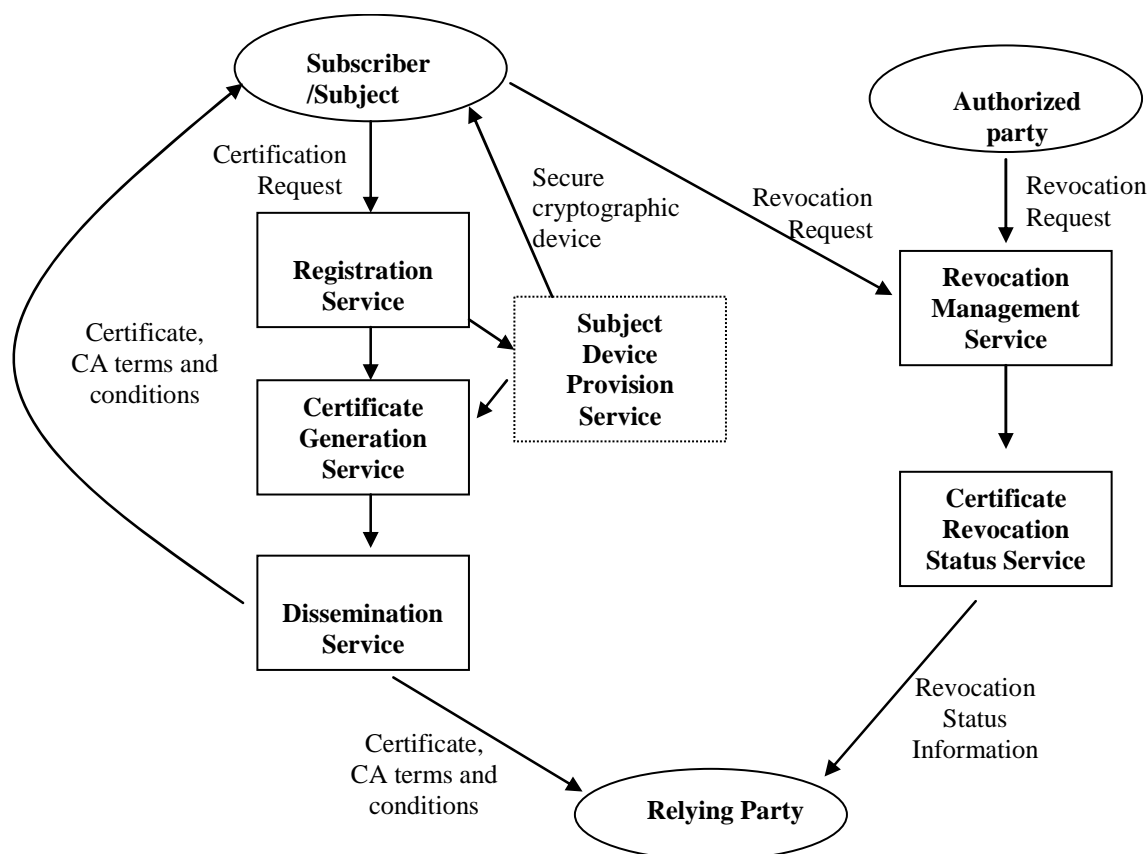 Subscriber
/Subject
Authorized
party
Certification
Request
Secure
cryptographic
device
Revocation
Request
Revocation
Request
Registration
Service
Revocation
Management
Service
Subject
Device
Provision
Service
Certificate,
CA terms and
conditions
Certificate
Generation
Service
Certificate
Revocation
Status Service
Dissemination
Service
Revocation
Status
Information
Certificate,
CA terms and
conditions
Relying Party